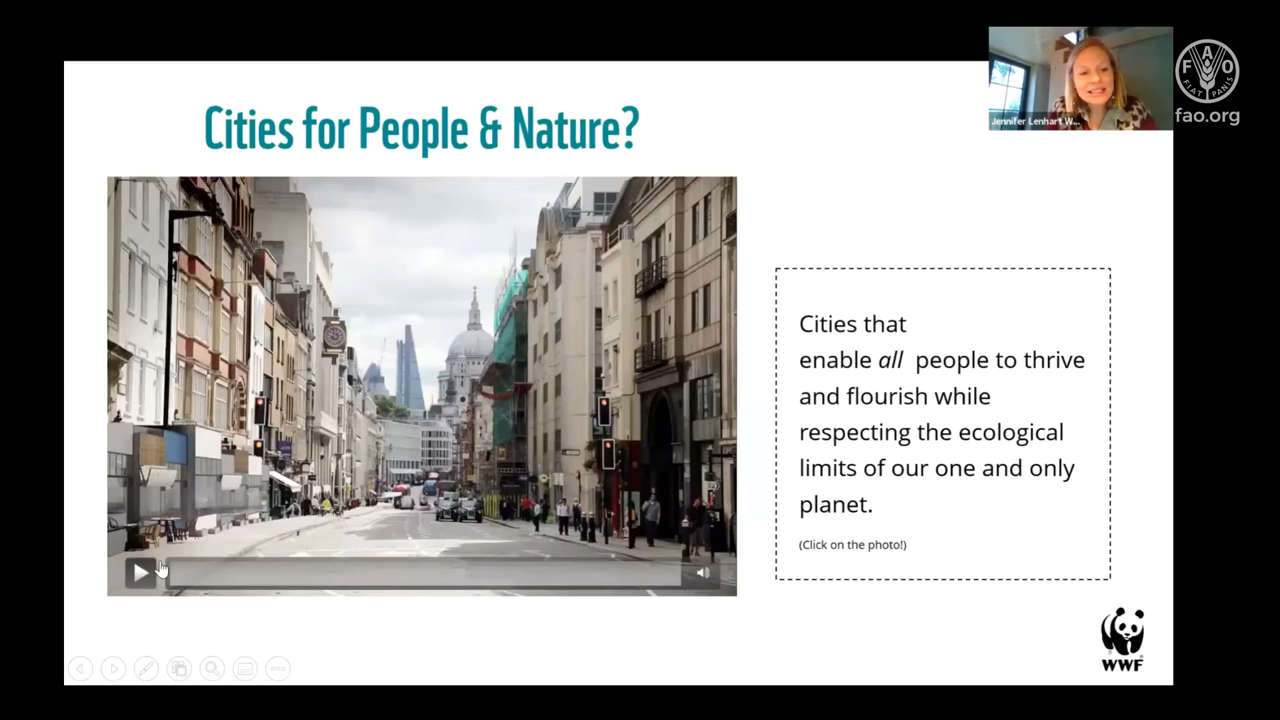 Cities for People & Nature?
Jennifer Lenhart W...
F A O
FIAT PANIS
fao.org
Cities that
enable all people to thrive
and flourish while
respecting the ecological
limits of our one and only
planet.
(Click on the photo!)
WWF